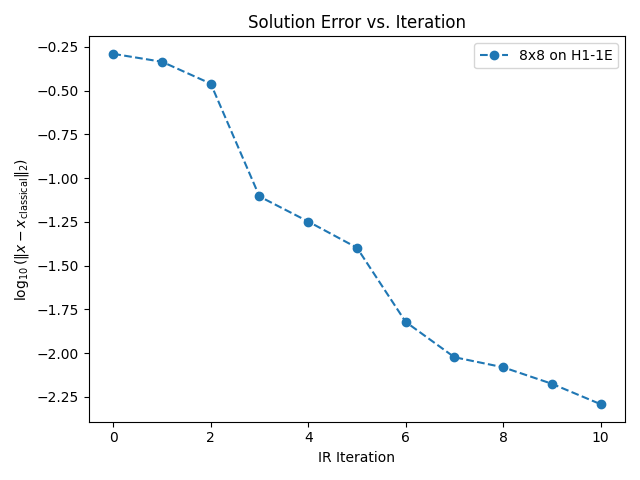 Solution Error vs. Iteration
8x8 on H1-1E
log₁₀ (‖x − x_classical‖₂)
−0.25
−0.50
−0.75
−1.00
−1.25
−1.50
−1.75
−2.00
−2.25
0 2 4 6 8 10
IR Iteration